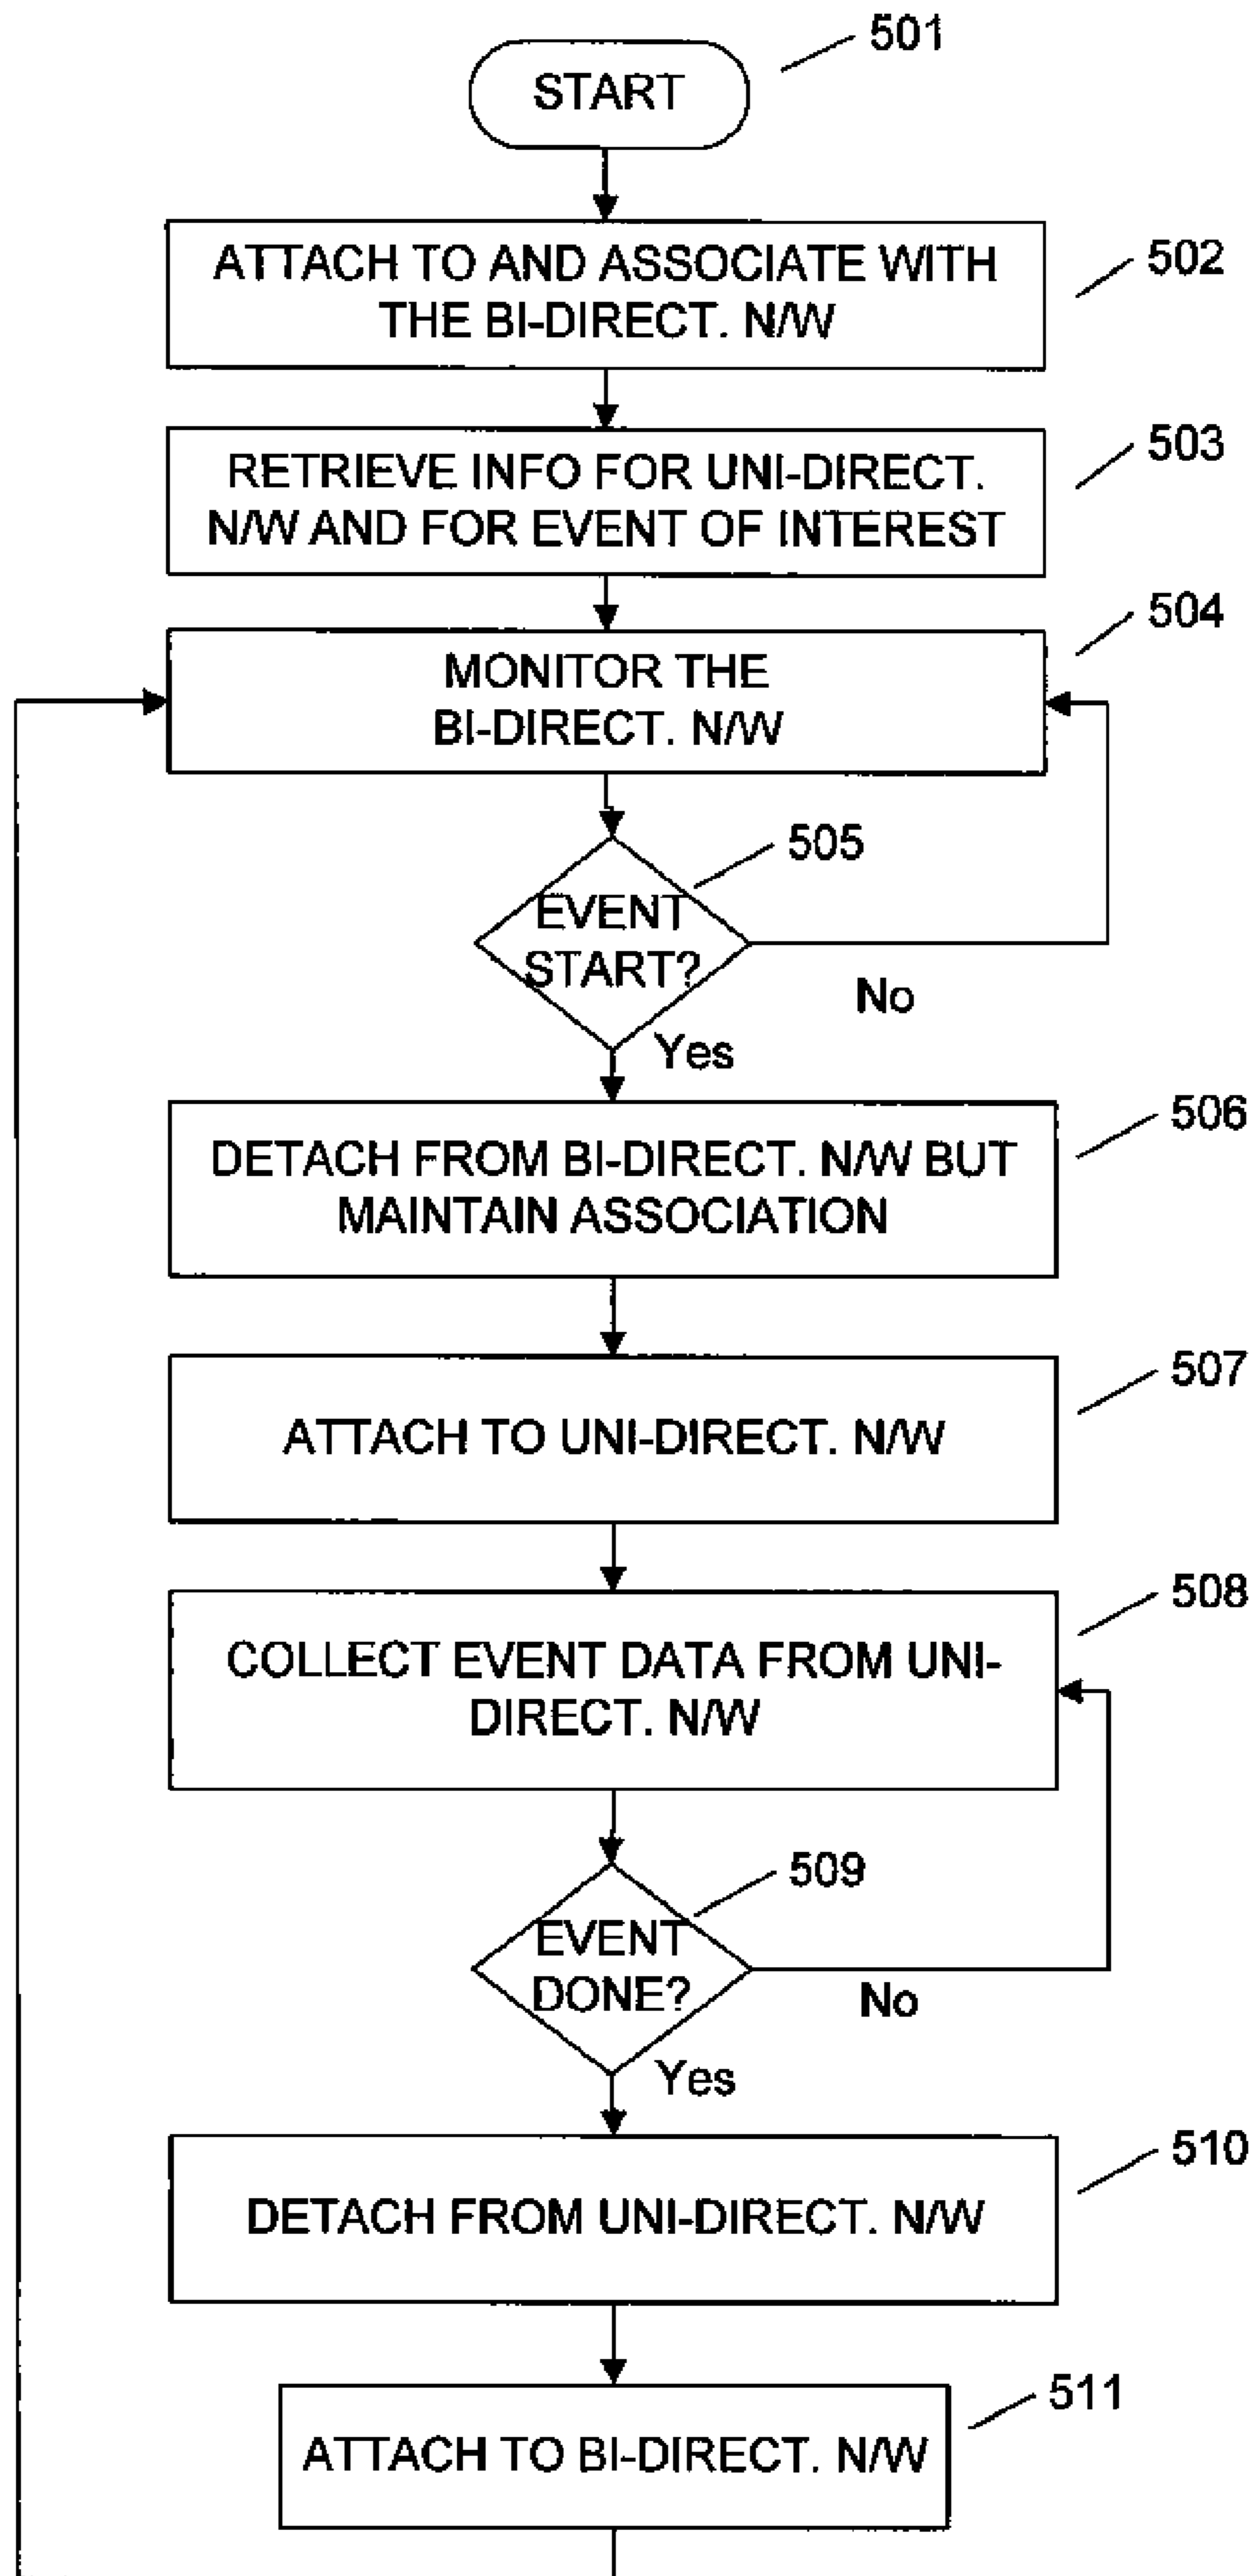 501
START
ATTACH TO AND ASSOCIATE WITH
THE BI-DIRECT. N/W
502
RETRIEVE INFO FOR UNI-DIRECT.
N/W AND FOR EVENT OF INTEREST
503
504
MONITOR THE
BI-DIRECT. N/W
505
EVENT
START?
No
Yes
506
DETACH FROM BI-DIRECT. N/W BUT
MAINTAIN ASSOCIATION
507
ATTACH TO UNI-DIRECT. N/W
508
COLLECT EVENT DATA FROM UNI-
DIRECT. N/W
509
EVENT
DONE?
No
Yes
510
DETACH FROM UNI-DIRECT. N/W
511
ATTACH TO BI-DIRECT. N/W